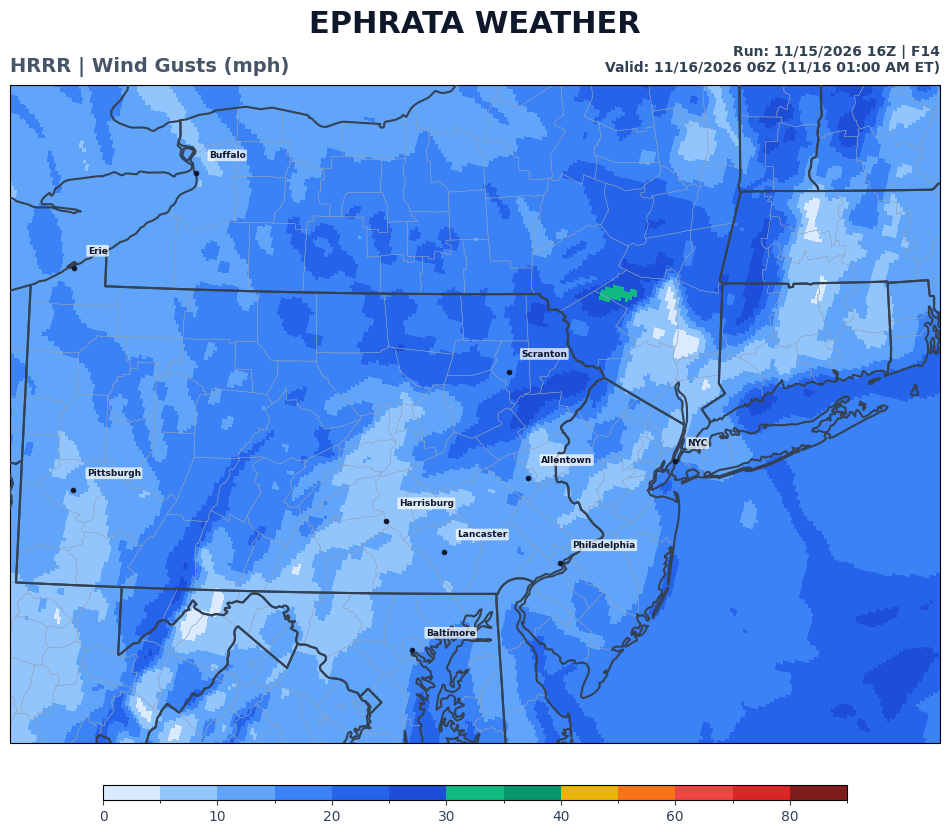 EPHRATA WEATHER
HRRR | Wind Gusts (mph)
Run: 11/15/2026 16Z | F14
Valid: 11/16/2026 06Z (11/16 01:00 AM ET)
Buffalo
Erie
Scranton
NYC
Allentown
Pittsburgh
Harrisburg
Lancaster
Philadelphia
Baltimore
0 10 20 30 40 50 60 70 80